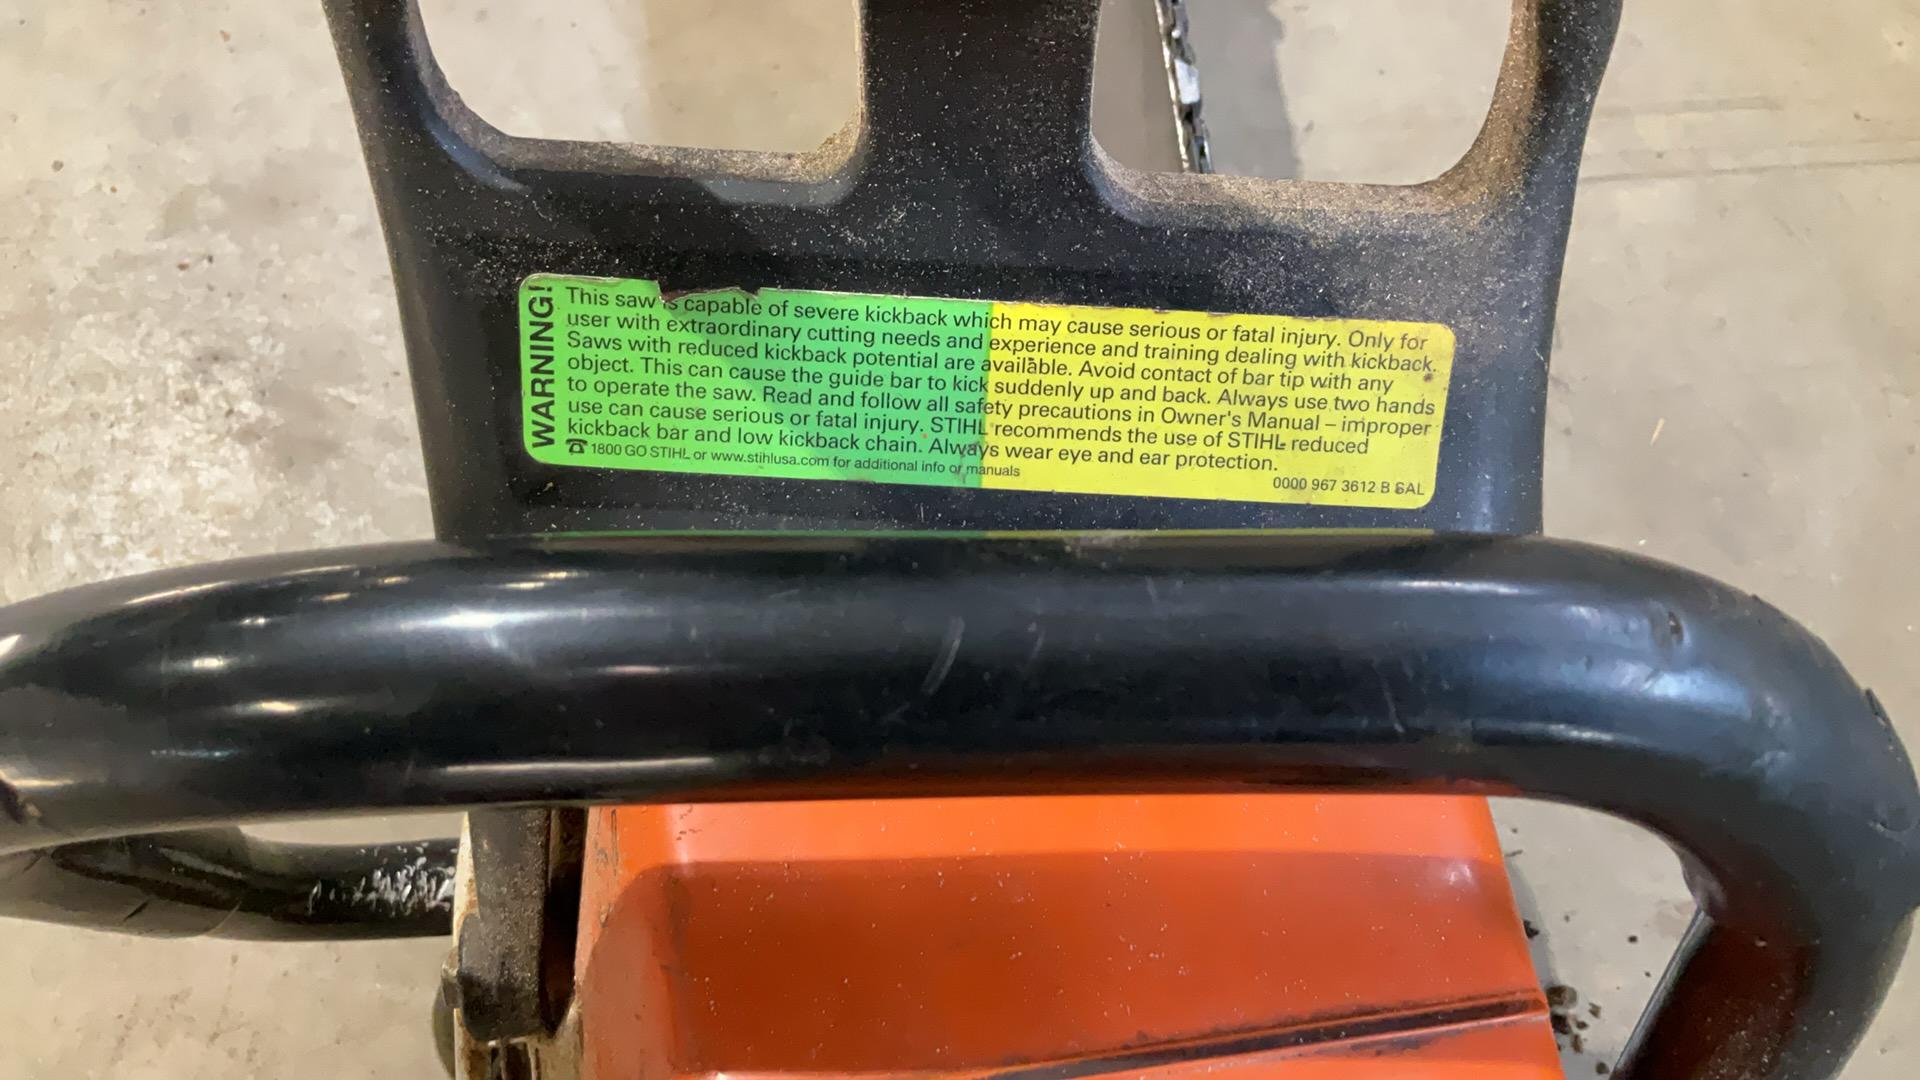 WARNING!
This saw is capable of severe kickback which may cause serious or fatal injury. Only for
user with extraordinary cutting needs and experience and training dealing with kickback.
Saws with reduced kickback potential are available. Avoid contact of bar tip with any
object. This can cause the guide bar to kick suddenly up and back. Always use two hands
to operate the saw. Read and follow all safety precautions in Owner's Manual – improper
use can cause serious or fatal injury. STIHL recommends the use of STIHL reduced
kickback bar and low kickback chain. Always wear eye and ear protection.
☎ 1800 GO STIHL or www.stihlusa.com for additional info or manuals
0000 967 3612 B SAL